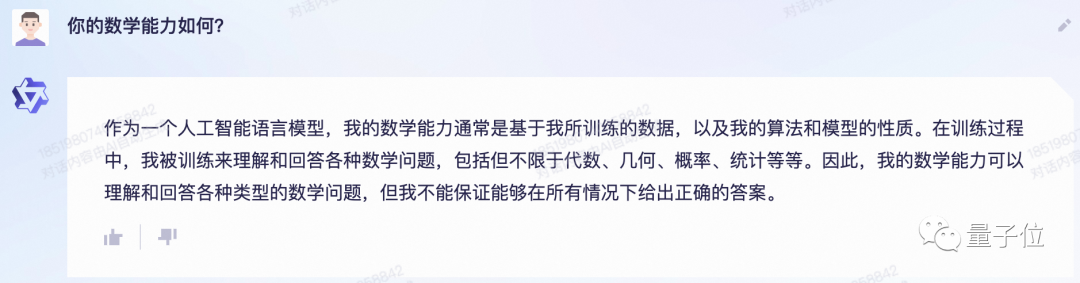 你的数学能力如何?
作为一个人工智能语言模型，我的数学能力通常是基于我所训练的数据，以及我的算法和模型的性质。在训练过程
中，我被训练来理解和回答各种数学问题，包括但不限于代数、几何、概率、统计等等。因此，我的数学能力可以
理解和回答各种类型的数学问题，但我不能保证能够在所有情况下给出正确的答案。
量子位